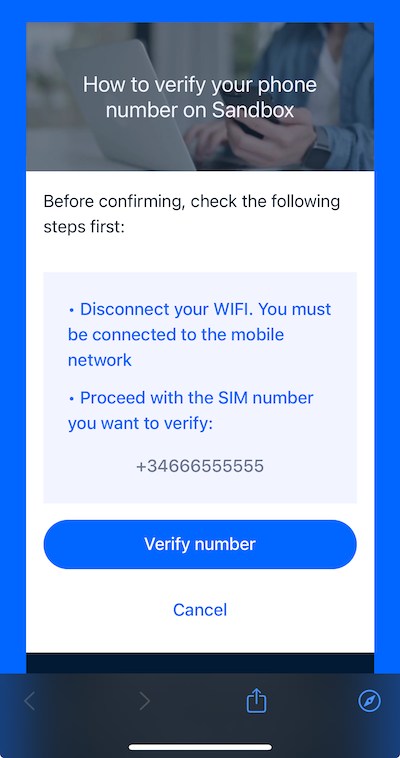 How to verify your phone
number on Sandbox
Before confirming, check the following
steps first:
• Disconnect your WIFI. You must
be connected to the mobile
network
• Proceed with the SIM number
you want to verify:
+34666555555
Verify number
Cancel